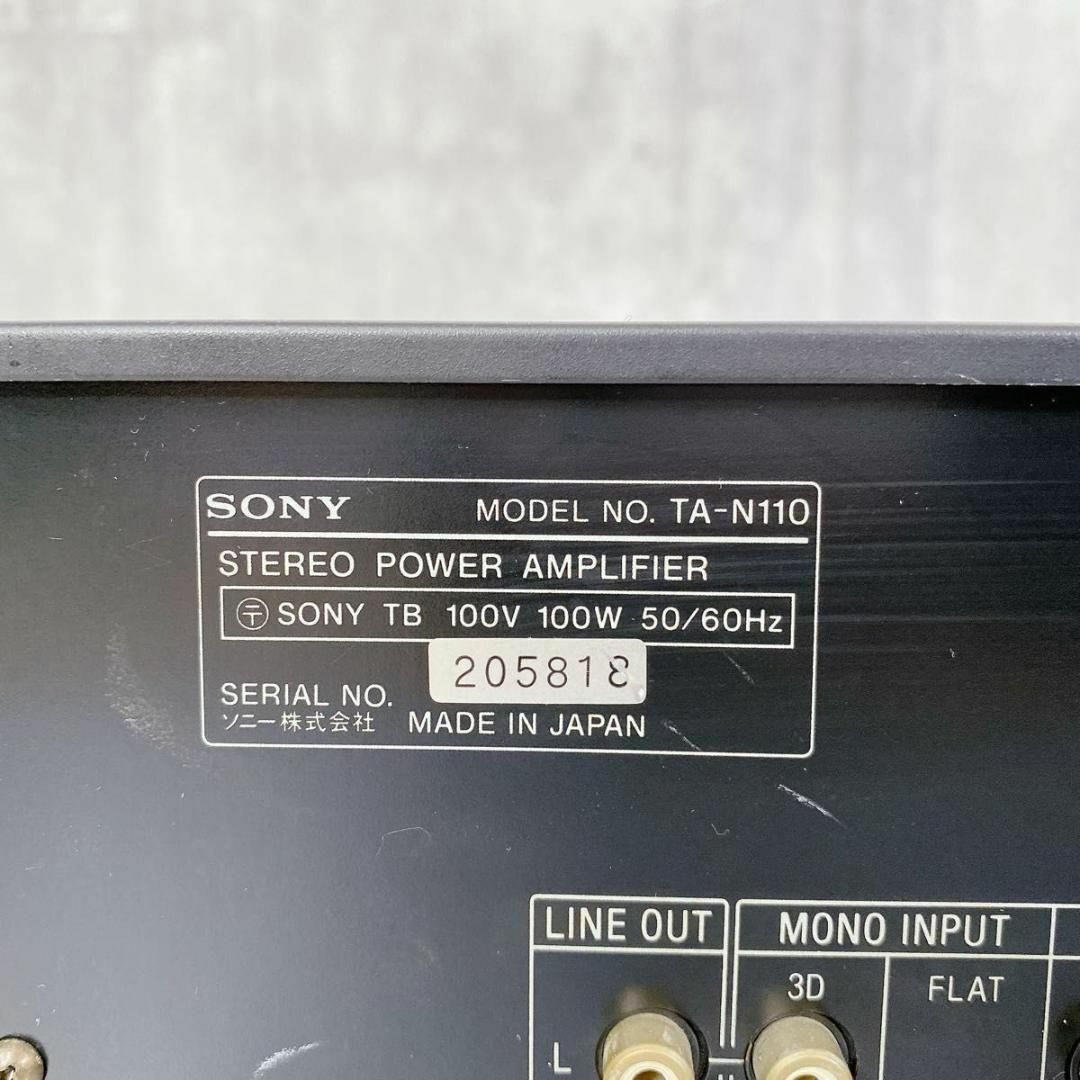 SONY MODEL NO. TA-N110
STEREO POWER AMPLIFIER
〒 SONY TB 100V 100W 50/60Hz
SERIAL NO. 205818
ソニー株式会社 MADE IN JAPAN
LINE OUT MONO INPUT
3D FLAT
L